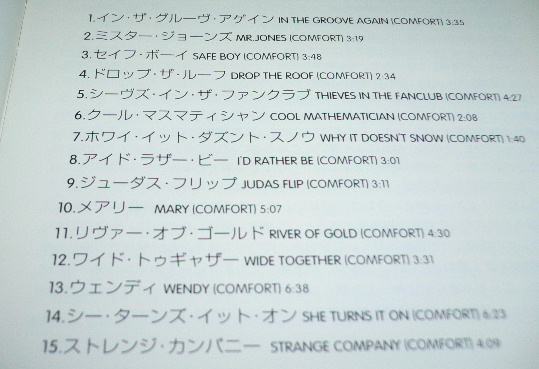 1.イン・ザ・グルーヴ・アゲイン IN THE GROOVE AGAIN (COMFORT) 3:35
2.ミスター・ジョーンズ MR.JONES (COMFORT) 3:19
3.セイフ・ボーイ SAFE BOY (COMFORT) 3:48
4.ドロップ・ザ・ルーフ DROP THE ROOF (COMFORT) 2:34
5.シーヴズ・イン・ザ・ファンクラブ THIEVES IN THE FANCLUB (COMFORT) 4:27
6.クール・マスマティシャン COOL MATHEMATICIAN (COMFORT) 2:08
7.ホワイ・イット・ダズント・スノウ WHY IT DOESN'T SNOW (COMFORT) 1:40
8.アイド・ラザー・ビー I'D RATHER BE (COMFORT) 3:01
9.ジューダス・フリップ JUDAS FLIP (COMFORT) 3:11
10.メアリー MARY (COMFORT) 5:07
11.リヴァー・オブ・ゴールド RIVER OF GOLD (COMFORT) 4:30
12.ワイド・トゥギャザー WIDE TOGETHER (COMFORT) 3:31
13.ウェンディ WENDY (COMFORT) 6:38
14.シー・ターンズ・イット・オン SHE TURNS IT ON (COMFORT) 6:23
15.ストレンジ・カンパニー STRANGE COMPANY (COMFORT) 4:09